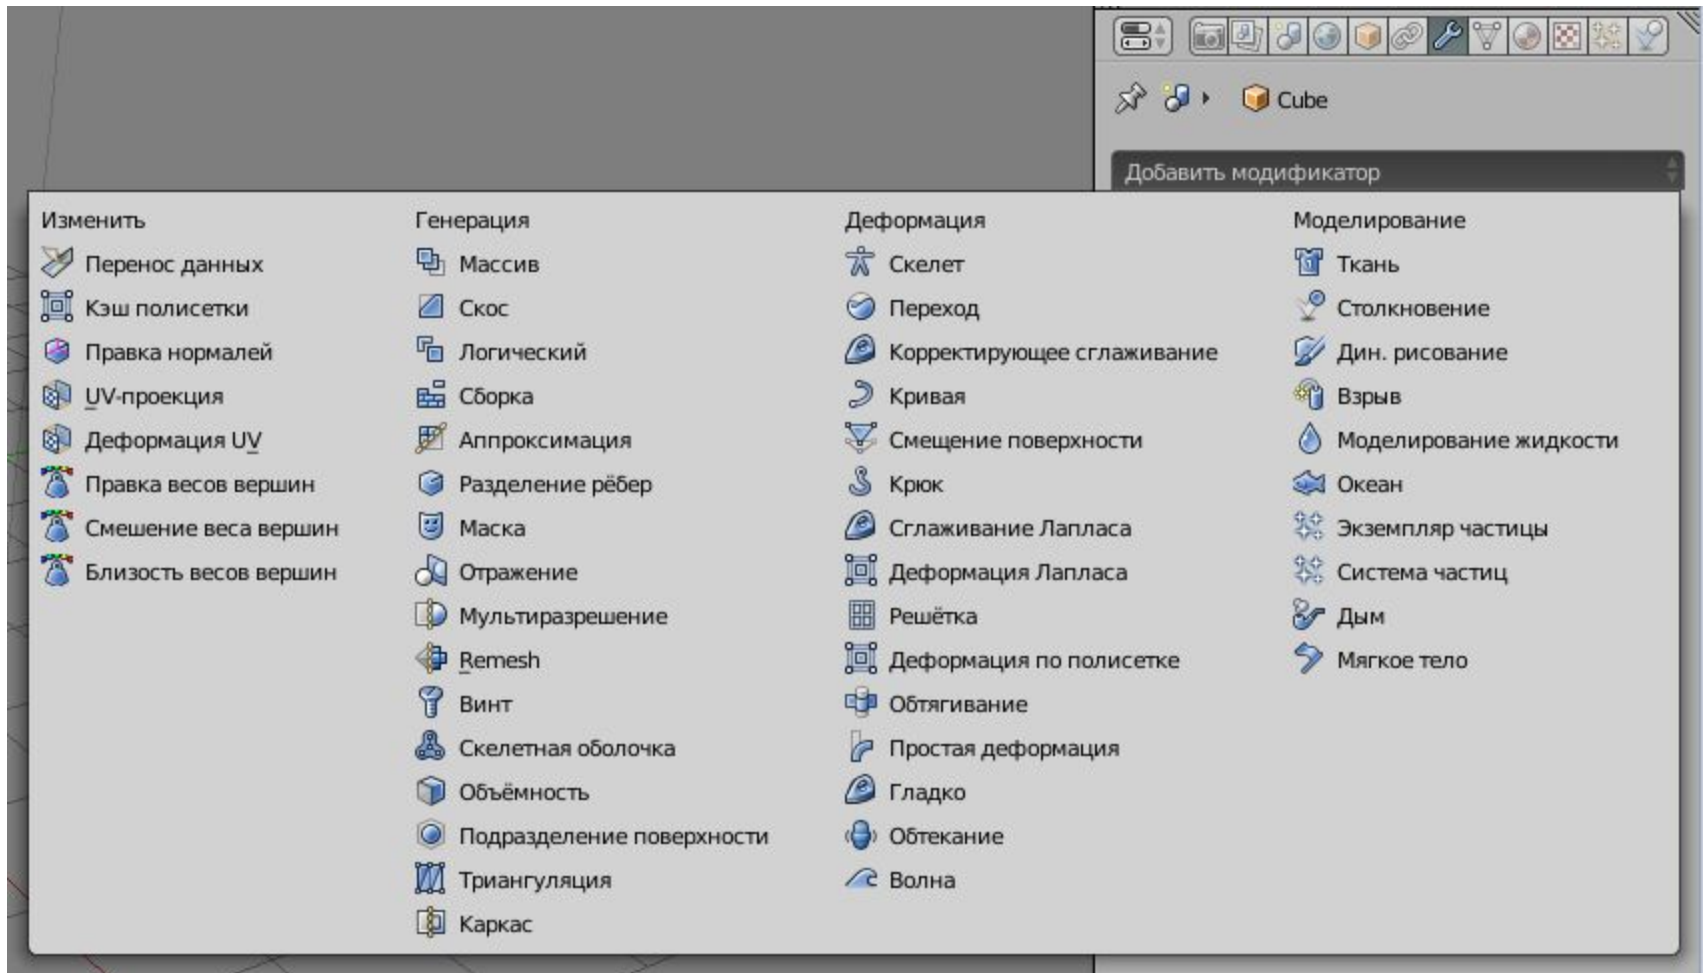 Cube
Добавить модификатор
Изменить
Перенос данных
Кэш полисетки
Правка нормалей
UV-проекция
Деформация UV
Правка весов вершин
Смешение веса вершин
Близость весов вершин
Генерация
Массив
Скос
Логический
Сборка
Аппроксимация
Разделение рёбер
Маска
Отражение
Мультиразрешение
Remesh
Винт
Скелетная оболочка
Объёмность
Подразделение поверхности
Триангуляция
Каркас
Деформация
Скелет
Переход
Корректирующее сглаживание
Кривая
Смещение поверхности
Крюк
Сглаживание Лапласа
Деформация Лапласа
Решётка
Деформация по полисетке
Обтягивание
Простая деформация
Гладко
Обтекание
Волна
Моделирование
Ткань
Столкновение
Дин. рисование
Взрыв
Моделирование жидкости
Океан
Экземпляр частицы
Система частиц
Дым
Мягкое тело